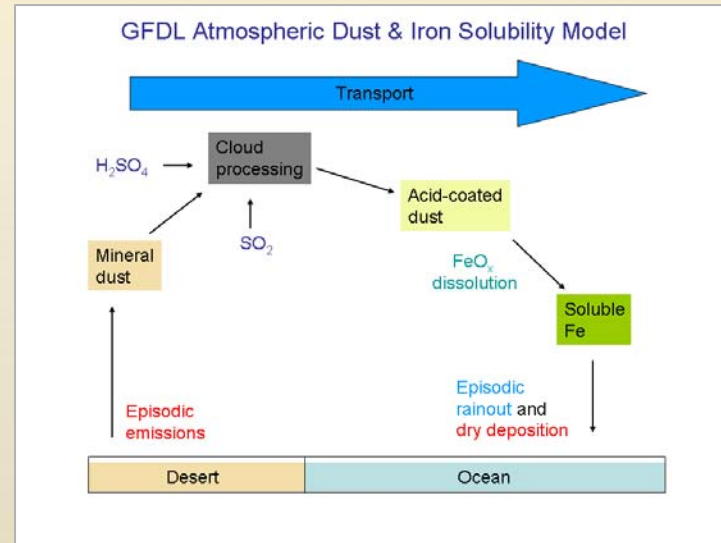 GFDL Atmospheric Dust & Iron Solubility Model
Transport
H₂SO₄
Cloud
processing
SO₂
Acid-coated
dust
Mineral
dust
FeOₓ
dissolution
Soluble
Fe
Episodic
emissions
Episodic
rainout and
dry deposition
Desert
Ocean